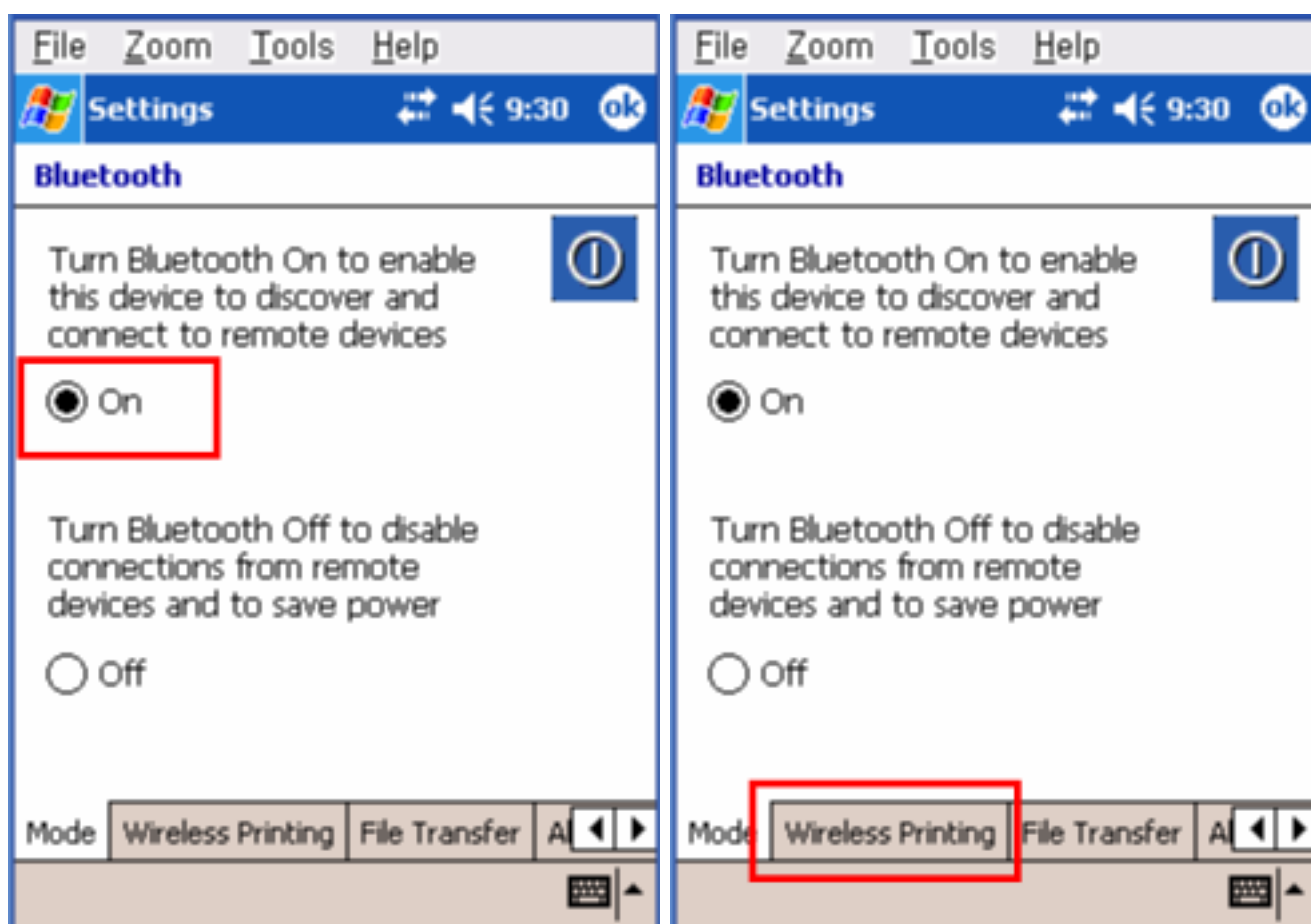 File Zoom Tools Help
Settings 9:30 ok
Bluetooth
Turn Bluetooth On to enable
this device to discover and
connect to remote devices
On
Turn Bluetooth Off to disable
connections from remote
devices and to save power
Off
Mode Wireless Printing File Transfer
File Zoom Tools Help
Settings 9:30 ok
Bluetooth
Turn Bluetooth On to enable
this device to discover and
connect to remote devices
On
Turn Bluetooth Off to disable
connections from remote
devices and to save power
Off
Mode Wireless Printing File Transfer